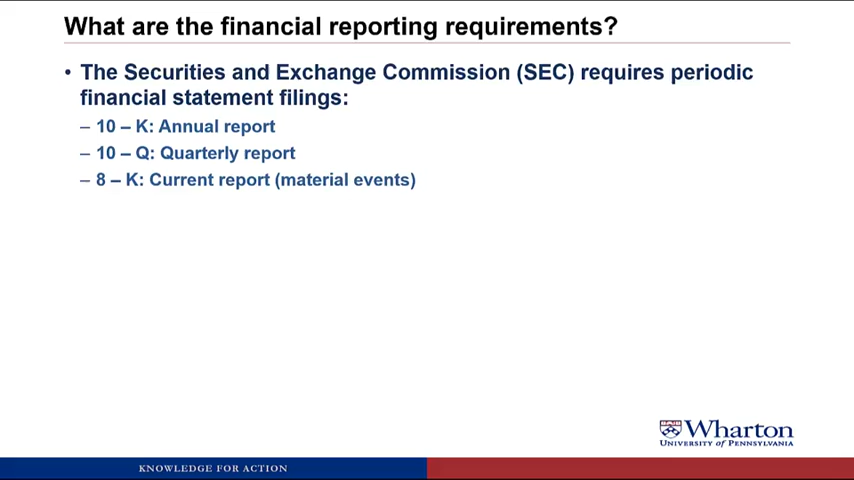 What are the financial reporting requirements?
• The Securities and Exchange Commission (SEC) requires periodic
financial statement filings:
– 10 – K: Annual report
– 10 – Q: Quarterly report
– 8 – K: Current report (material events)
Wharton
UNIVERSITY of PENNSYLVANIA
KNOWLEDGE FOR ACTION